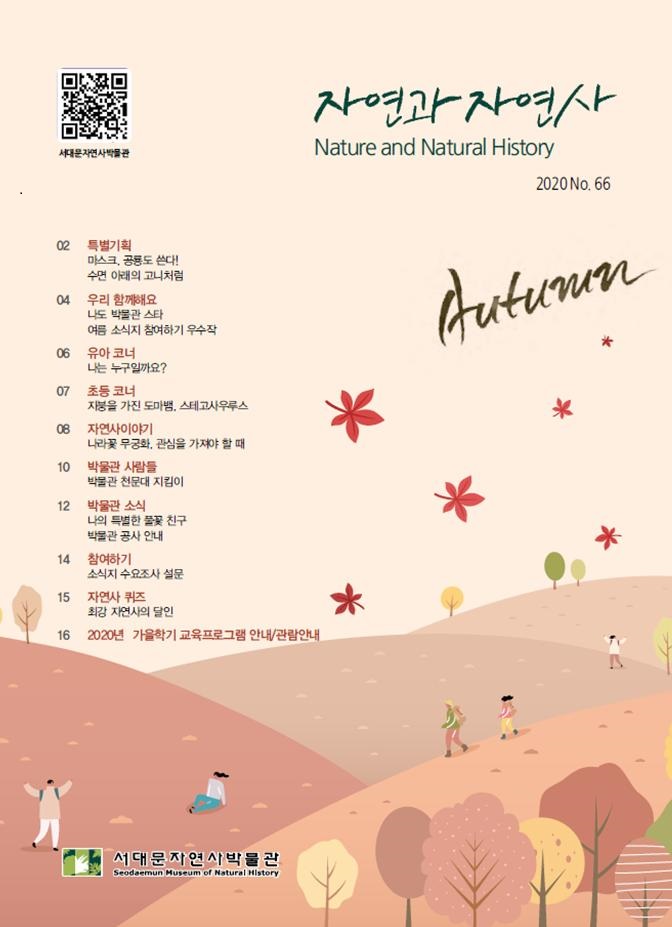 서대문자연사박물관
자연과 자연사
Nature and Natural History
2020 No. 66
02 특별기획
마스크, 공룡도 쓴다!
수면 아래의 고니처럼
04 우리 함께해요
나도 박물관 스타
여름 소식지 참여하기 우수작
06 유아 코너
나는 누구일까요?
07 초등 코너
지붕을 가진 도마뱀, 스테고사우루스
08 자연사이야기
나라꽃 무궁화, 관심을 가져야 할 때
10 박물관 사람들
박물관 천문대 지킴이
12 박물관 소식
나의 특별한 풀꽃 친구
박물관 공사 안내
14 참여하기
소식지 수요조사 설문
15 자연사 퀴즈
최강 자연사의 달인
16 2020년 가을학기 교육프로그램 안내/관람안내
Autumn
서대문자연사박물관
Seodaemun Museum of Natural History